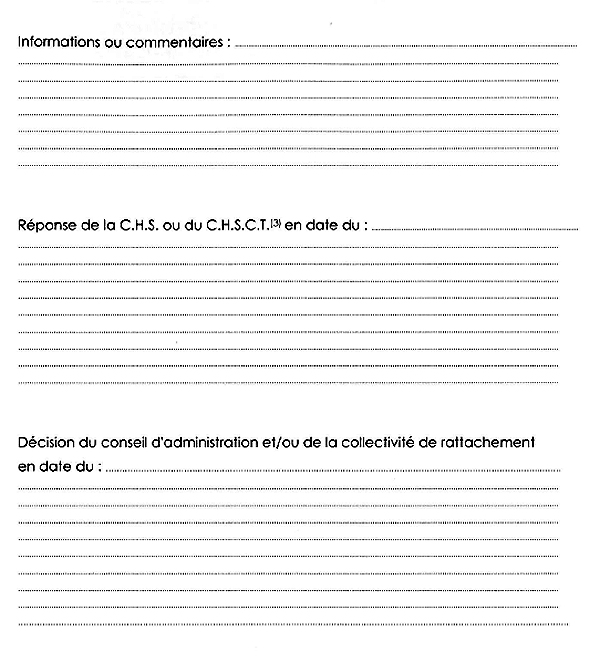 Informations ou commentaires :
Réponse de la C.H.S. ou du C.H.S.C.T.(3) en date du :
Décision du conseil d'administration et/ou de la collectivité de rattachement
en date du :